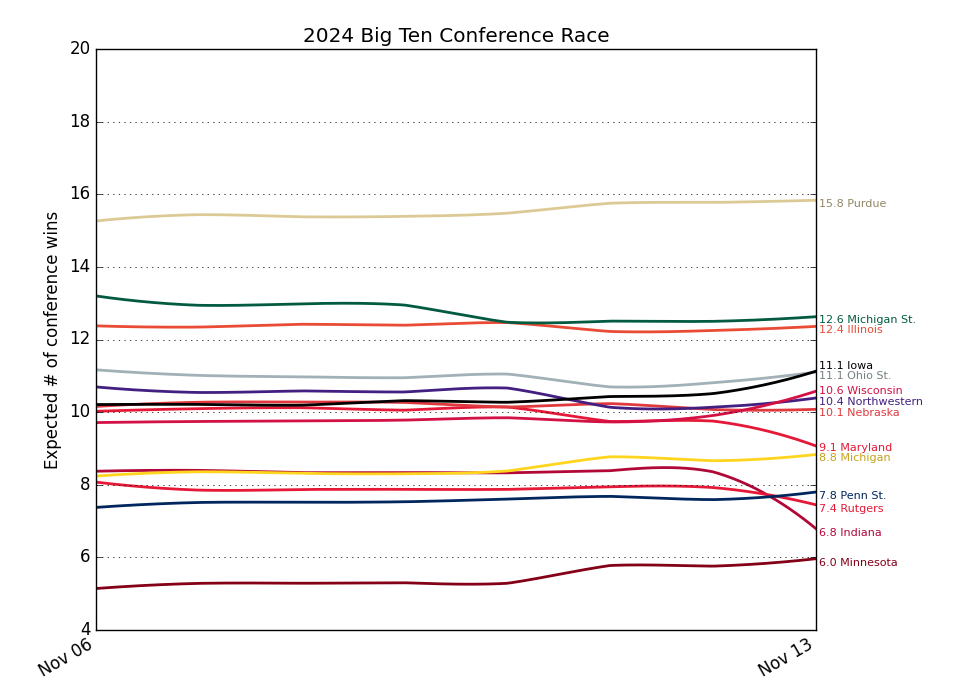 2024 Big Ten Conference Race
Expected # of conference wins
20
18
16
14
12
10
8
6
4
Nov 06
Nov 13
15.8 Purdue
12.6 Michigan St.
12.4 Illinois
11.1 Iowa
11.1 Ohio St.
10.6 Wisconsin
10.4 Northwestern
10.1 Nebraska
9.1 Maryland
8.8 Michigan
7.8 Penn St.
7.4 Rutgers
6.8 Indiana
6.0 Minnesota